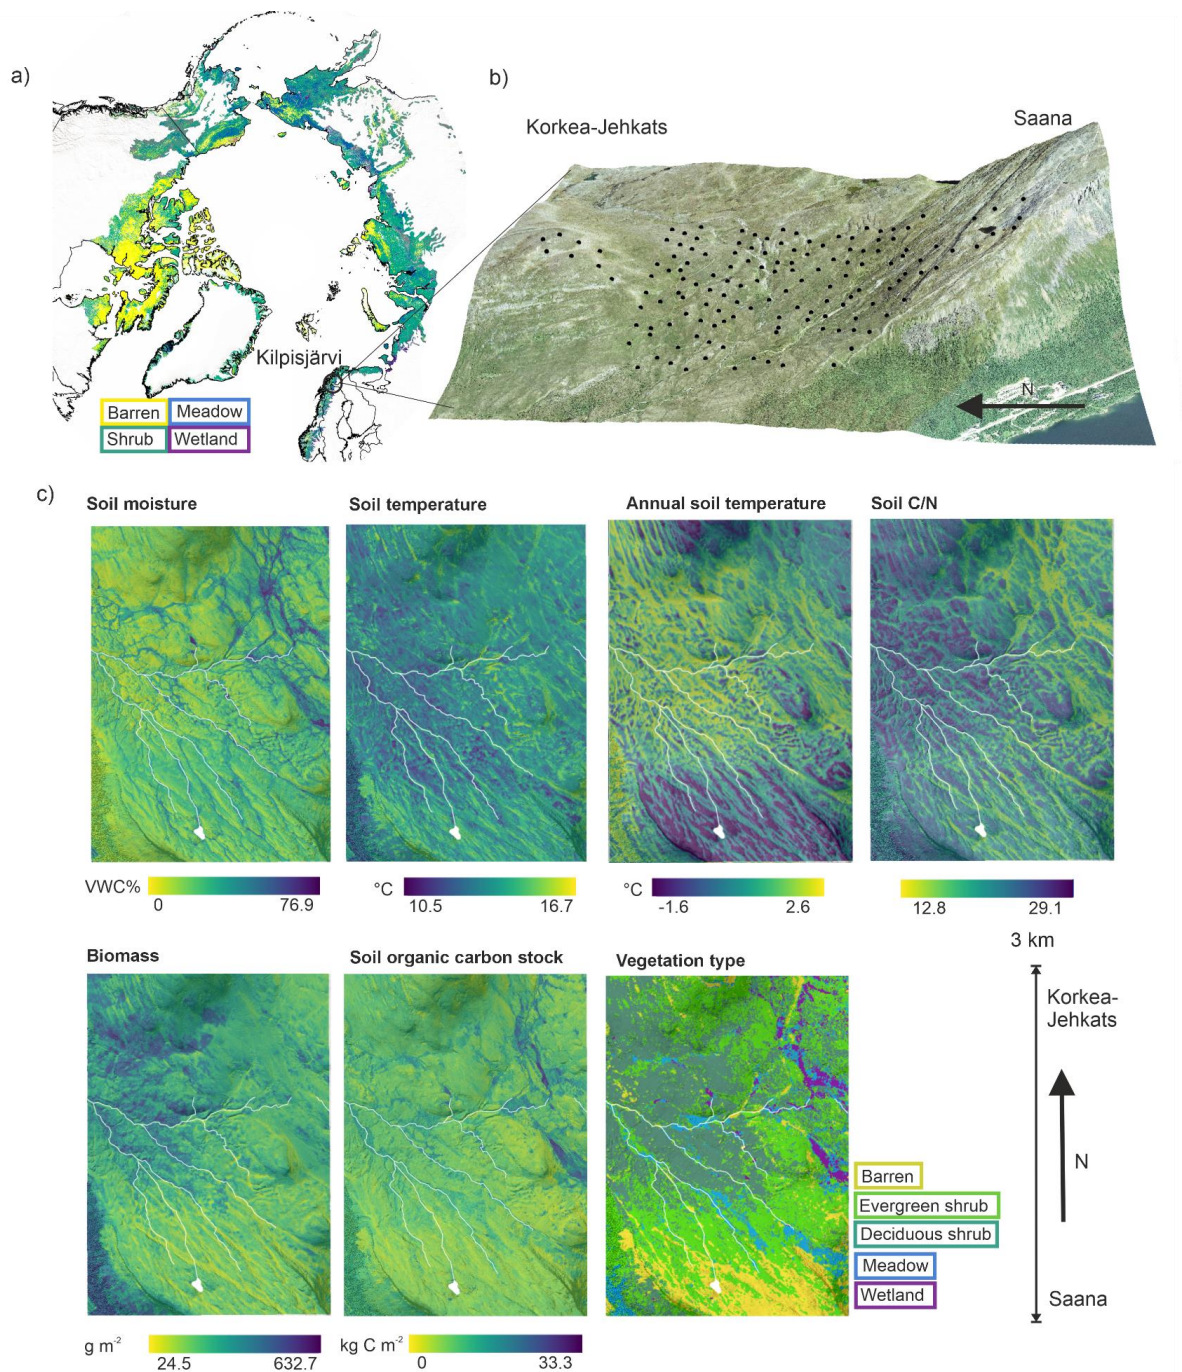 a)
b)
Korkea-Jehkats
Saana
Kilpisjärvi
Barren
Meadow
Shrub
Wetland
N
c)
Soil moisture
Soil temperature
Annual soil temperature
Soil C/N
VWC%
0
76.9
°C
10.5
16.7
°C
-1.6
2.6
12.8
29.1
3 km
Biomass
Soil organic carbon stock
Vegetation type
Korkea-
Jehkats
N
Barren
Evergreen shrub
Deciduous shrub
Meadow
Wetland
Saana
g m⁻²
24.5
632.7
kg C m⁻²
0
33.3